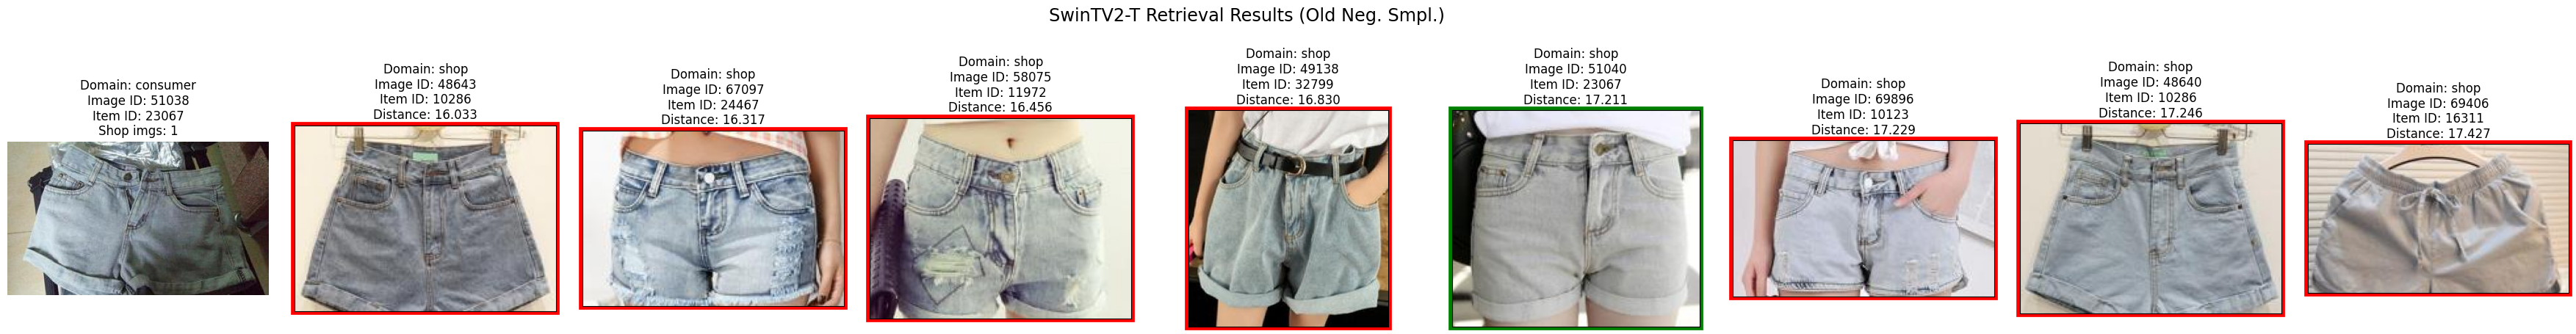 SwinTV2-T Retrieval Results (Old Neg. Smpl.)
Domain: consumer
Image ID: 51038
Item ID: 23067
Shop imgs: 1
Domain: shop
Image ID: 48643
Item ID: 10286
Distance: 16.033
Domain: shop
Image ID: 67097
Item ID: 24467
Distance: 16.317
Domain: shop
Image ID: 58075
Item ID: 11972
Distance: 16.456
Domain: shop
Image ID: 49138
Item ID: 32799
Distance: 16.830
Domain: shop
Image ID: 51040
Item ID: 23067
Distance: 17.211
Domain: shop
Image ID: 69896
Item ID: 10123
Distance: 17.229
Domain: shop
Image ID: 48640
Item ID: 10286
Distance: 17.246
Domain: shop
Image ID: 69406
Item ID: 16311
Distance: 17.427